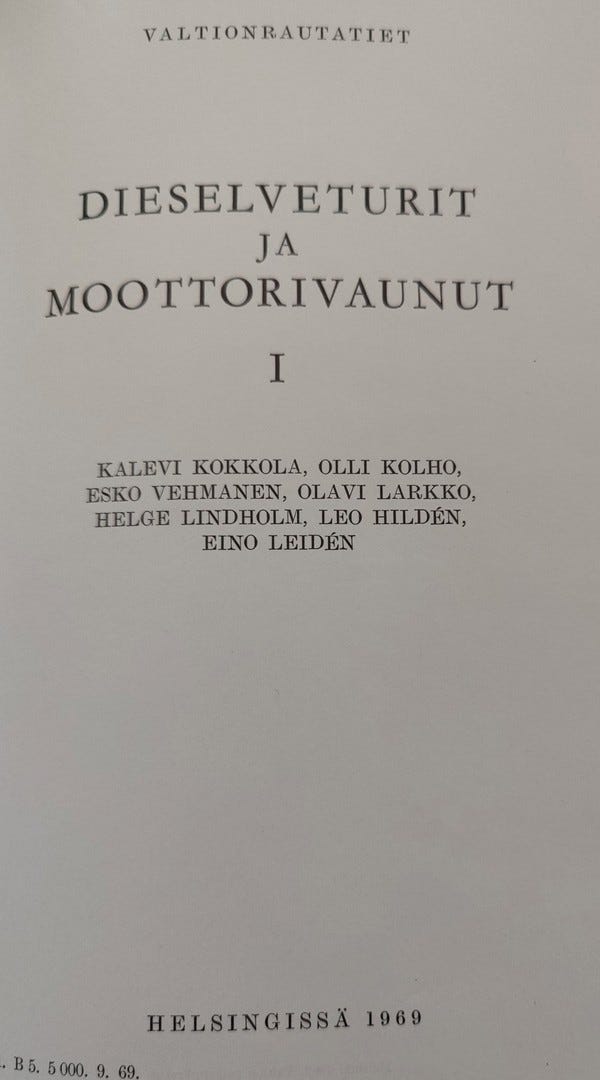 VALTIONRAUTATIET
DIESELVETURIT
JA
MOOTTORIVAUNUT
I
KALEVI KOKKOLA, OLLI KOLHO,
ESKO VEHMANEN, OLAVI LARKKO,
HELGE LINDHOLM, LEO HILDÉN,
EINO LEIDÉN
HELSINGISSÄ 1969
. B 5. 5 000. 9. 69.